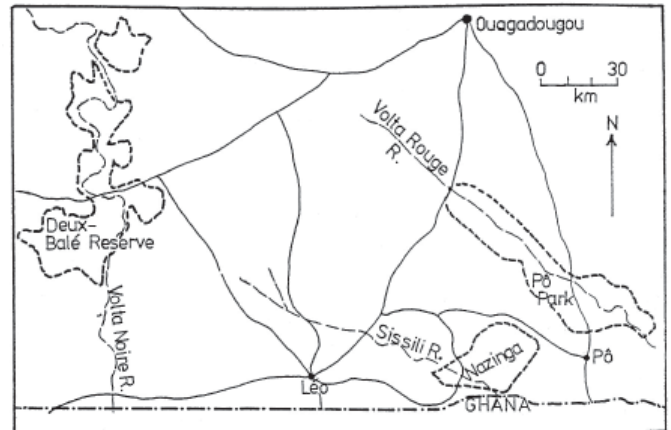 Ouagadougou
0 30
km
N
Volta Rouge
R.
Deux-
Balé Reserve
Volta Noire R.
Pô
Park
Sissili R.
Nazinga
Pô
Léo
GHANA